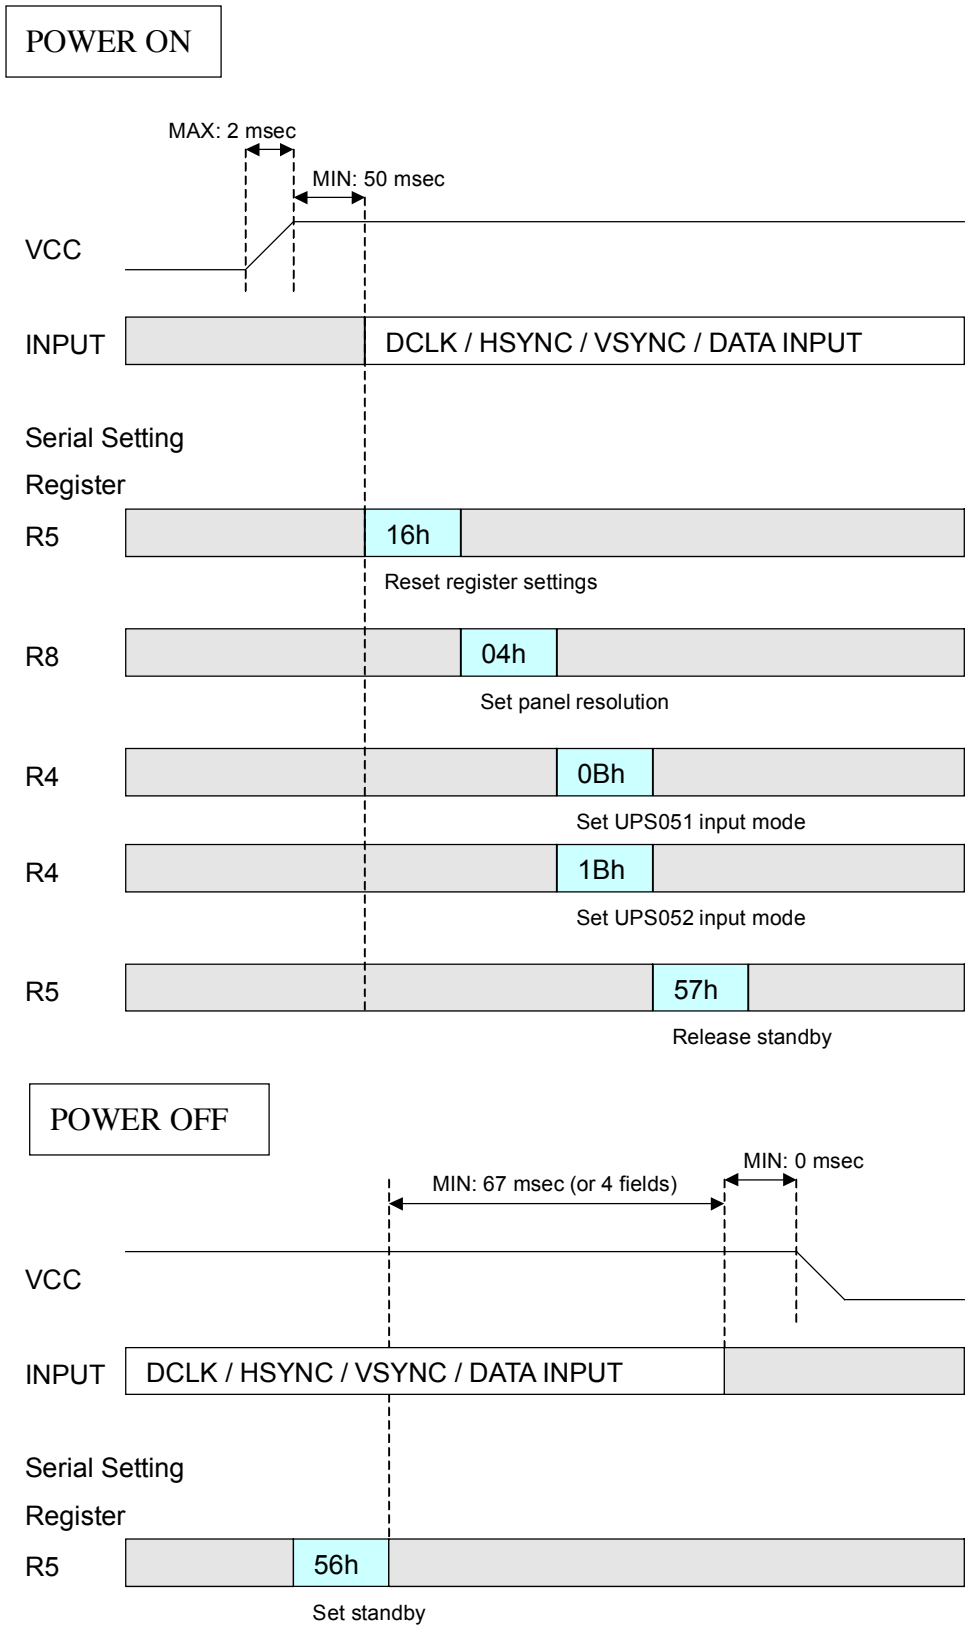 POWER ON
MAX: 2 msec
MIN: 50 msec
VCC
INPUT DCLK / HSYNC / VSYNC / DATA INPUT
Serial Setting
Register
R5 16h
Reset register settings
R8 04h
Set panel resolution
R4 0Bh
Set UPS051 input mode
R4 1Bh
Set UPS052 input mode
R5 57h
Release standby
POWER OFF
MIN: 0 msec
MIN: 67 msec (or 4 fields)
VCC
INPUT DCLK / HSYNC / VSYNC / DATA INPUT
Serial Setting
Register
R5 56h
Set standby